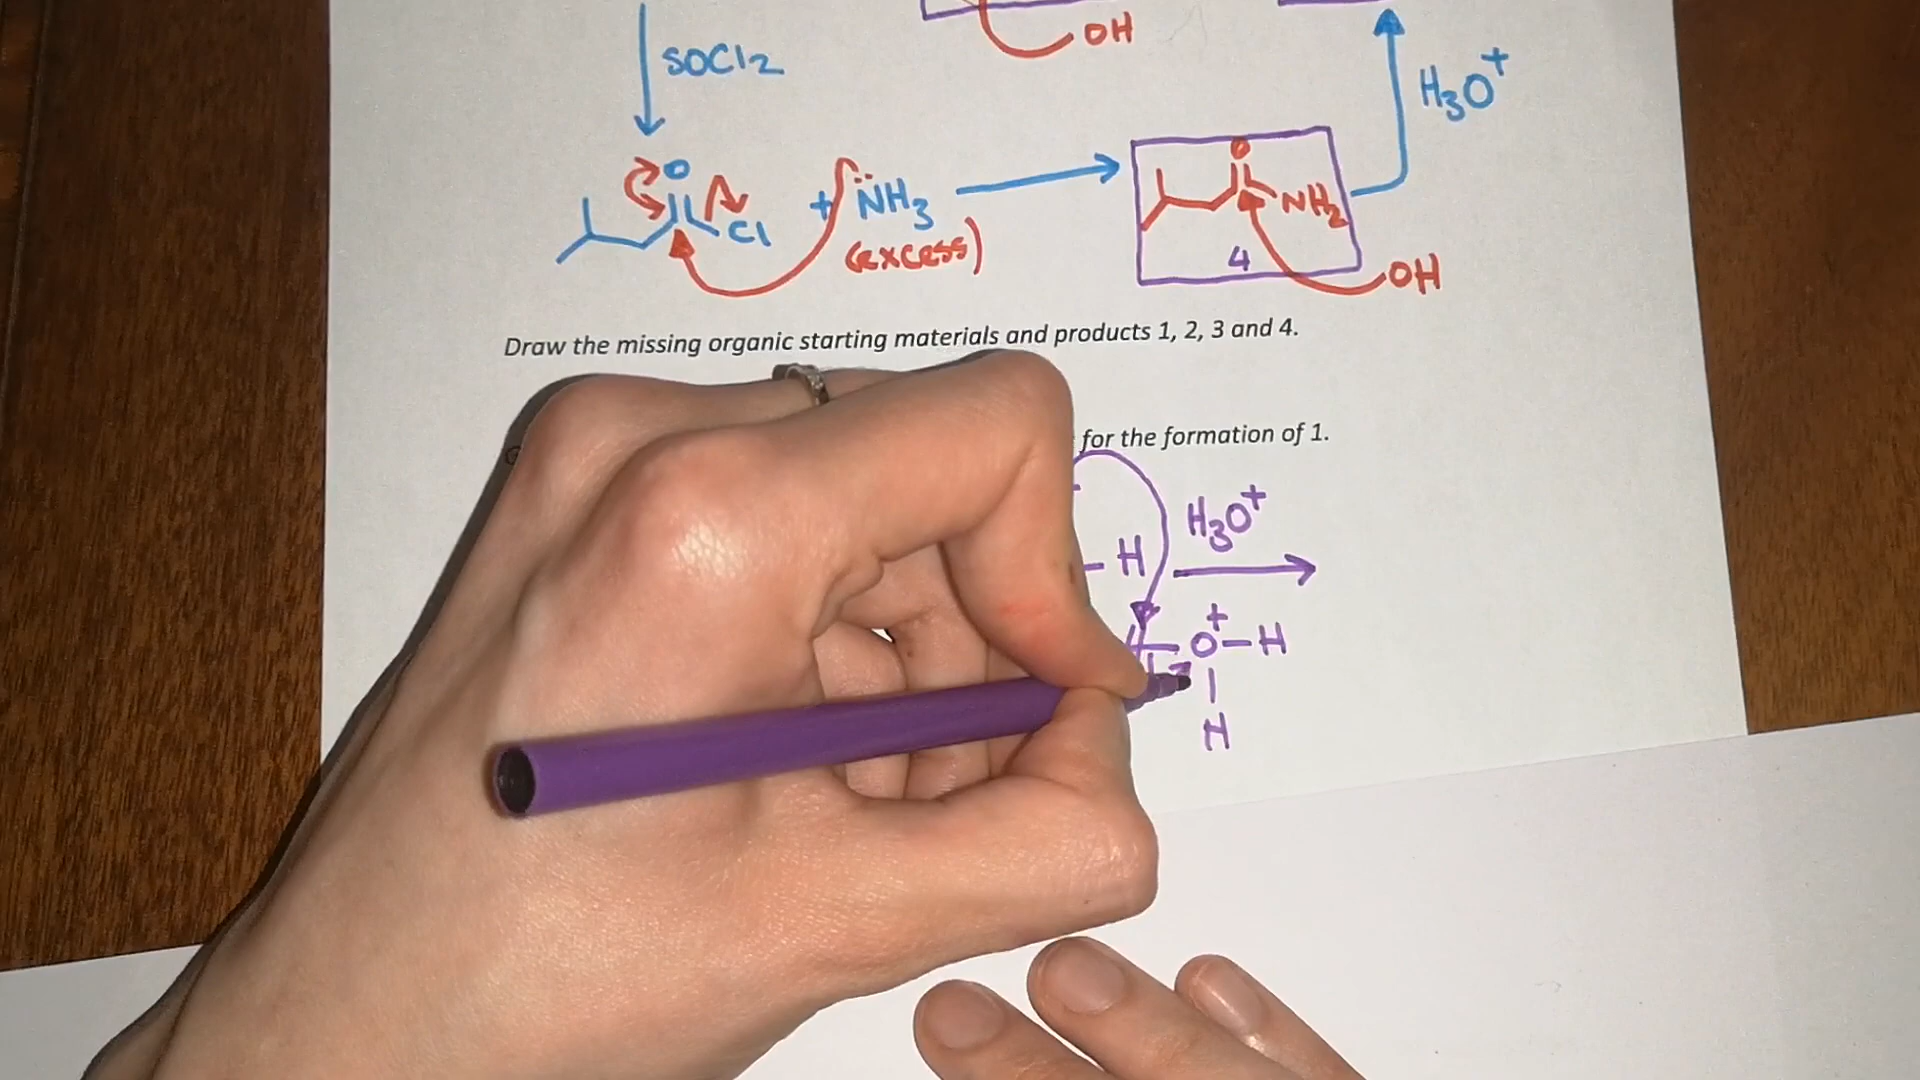 OH
SOCl2
H3O+
O
O
Cl
+ N̈H3
NH2
(excess)
4
OH
Draw the missing organic starting materials and products 1, 2, 3 and 4.
for the formation of 1.
H3O+
H
H-O+-H
H